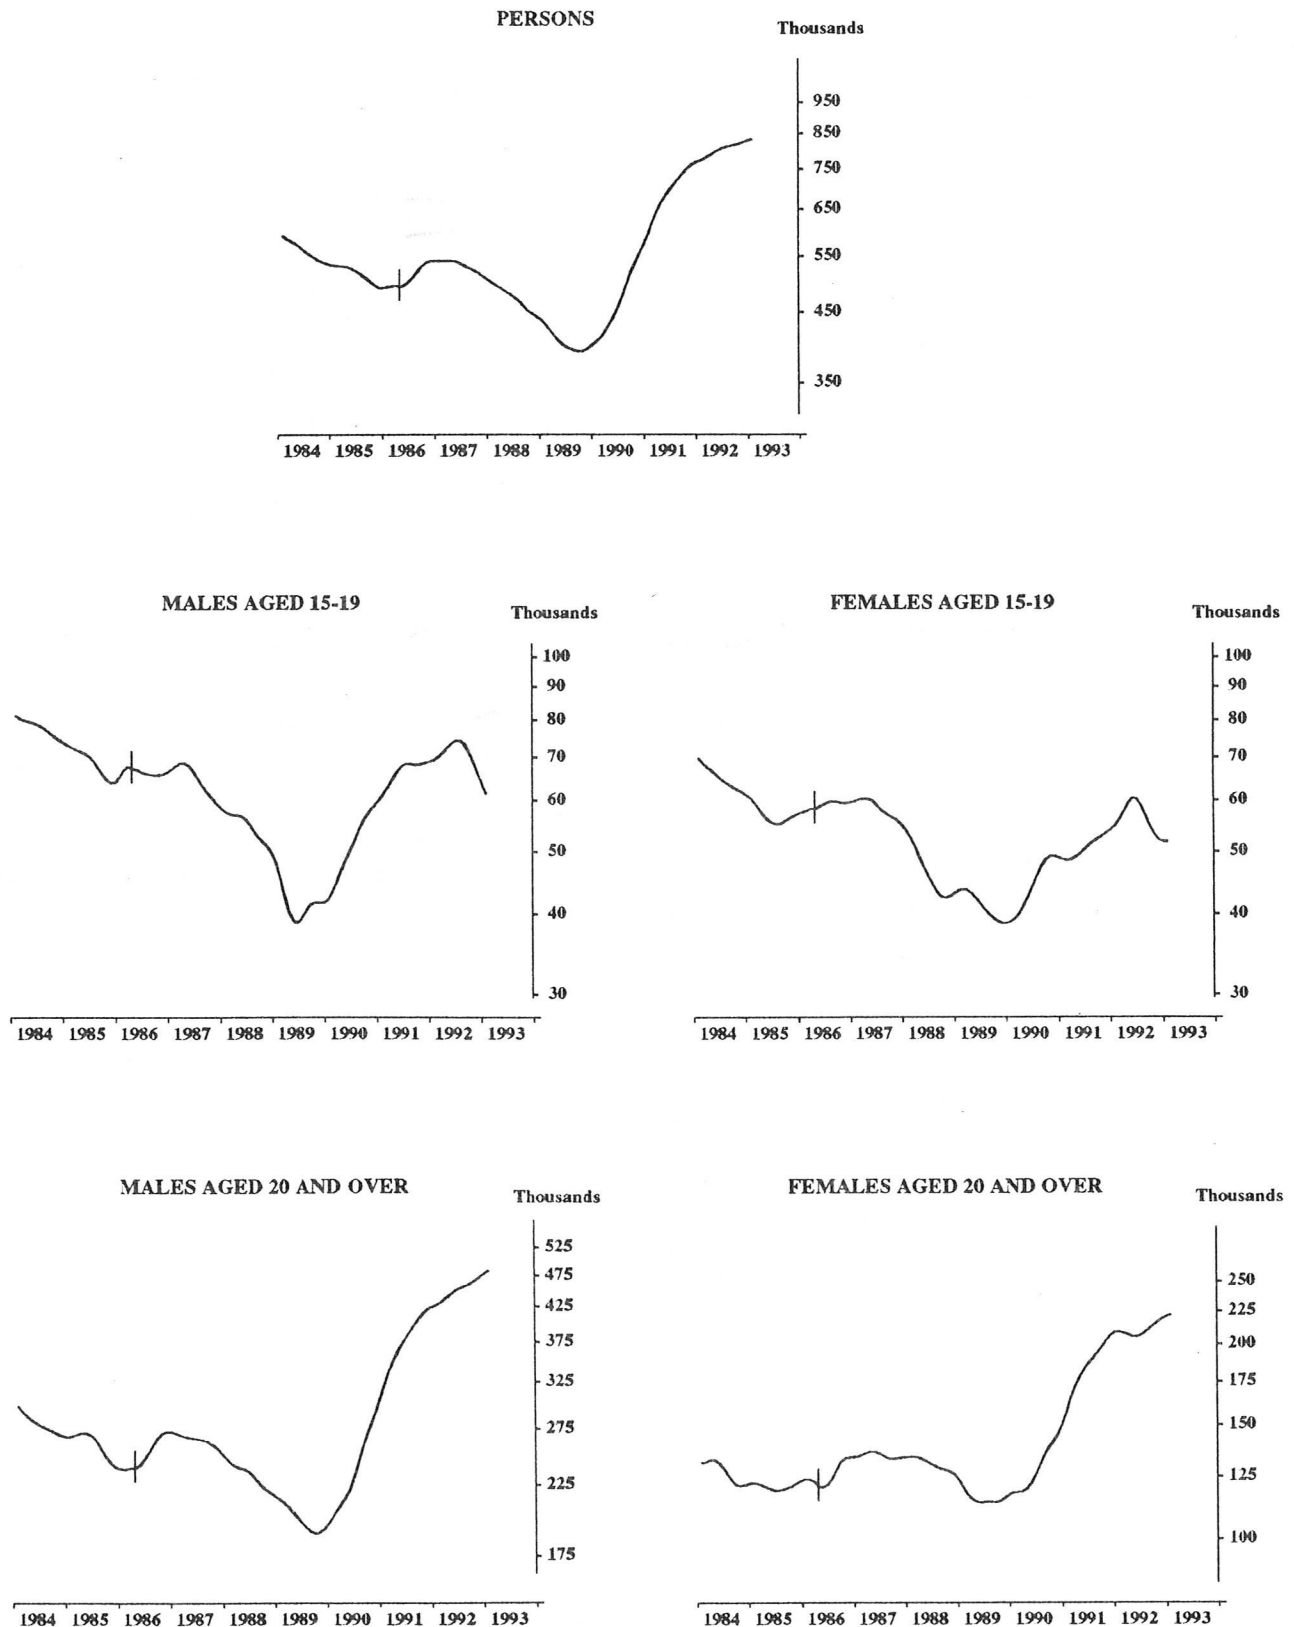 PERSONS
Thousands
950
850
750
650
550
450
350
1984 1985 1986 1987 1988 1989 1990 1991 1992 1993
MALES AGED 15-19
Thousands
100
90
80
70
60
50
40
30
1984 1985 1986 1987 1988 1989 1990 1991 1992 1993
FEMALES AGED 15-19
Thousands
100
90
80
70
60
50
40
30
1984 1985 1986 1987 1988 1989 1990 1991 1992 1993
MALES AGED 20 AND OVER
Thousands
525
475
425
375
325
275
225
175
1984 1985 1986 1987 1988 1989 1990 1991 1992 1993
FEMALES AGED 20 AND OVER
Thousands
250
225
200
175
150
125
100
1984 1985 1986 1987 1988 1989 1990 1991 1992 1993